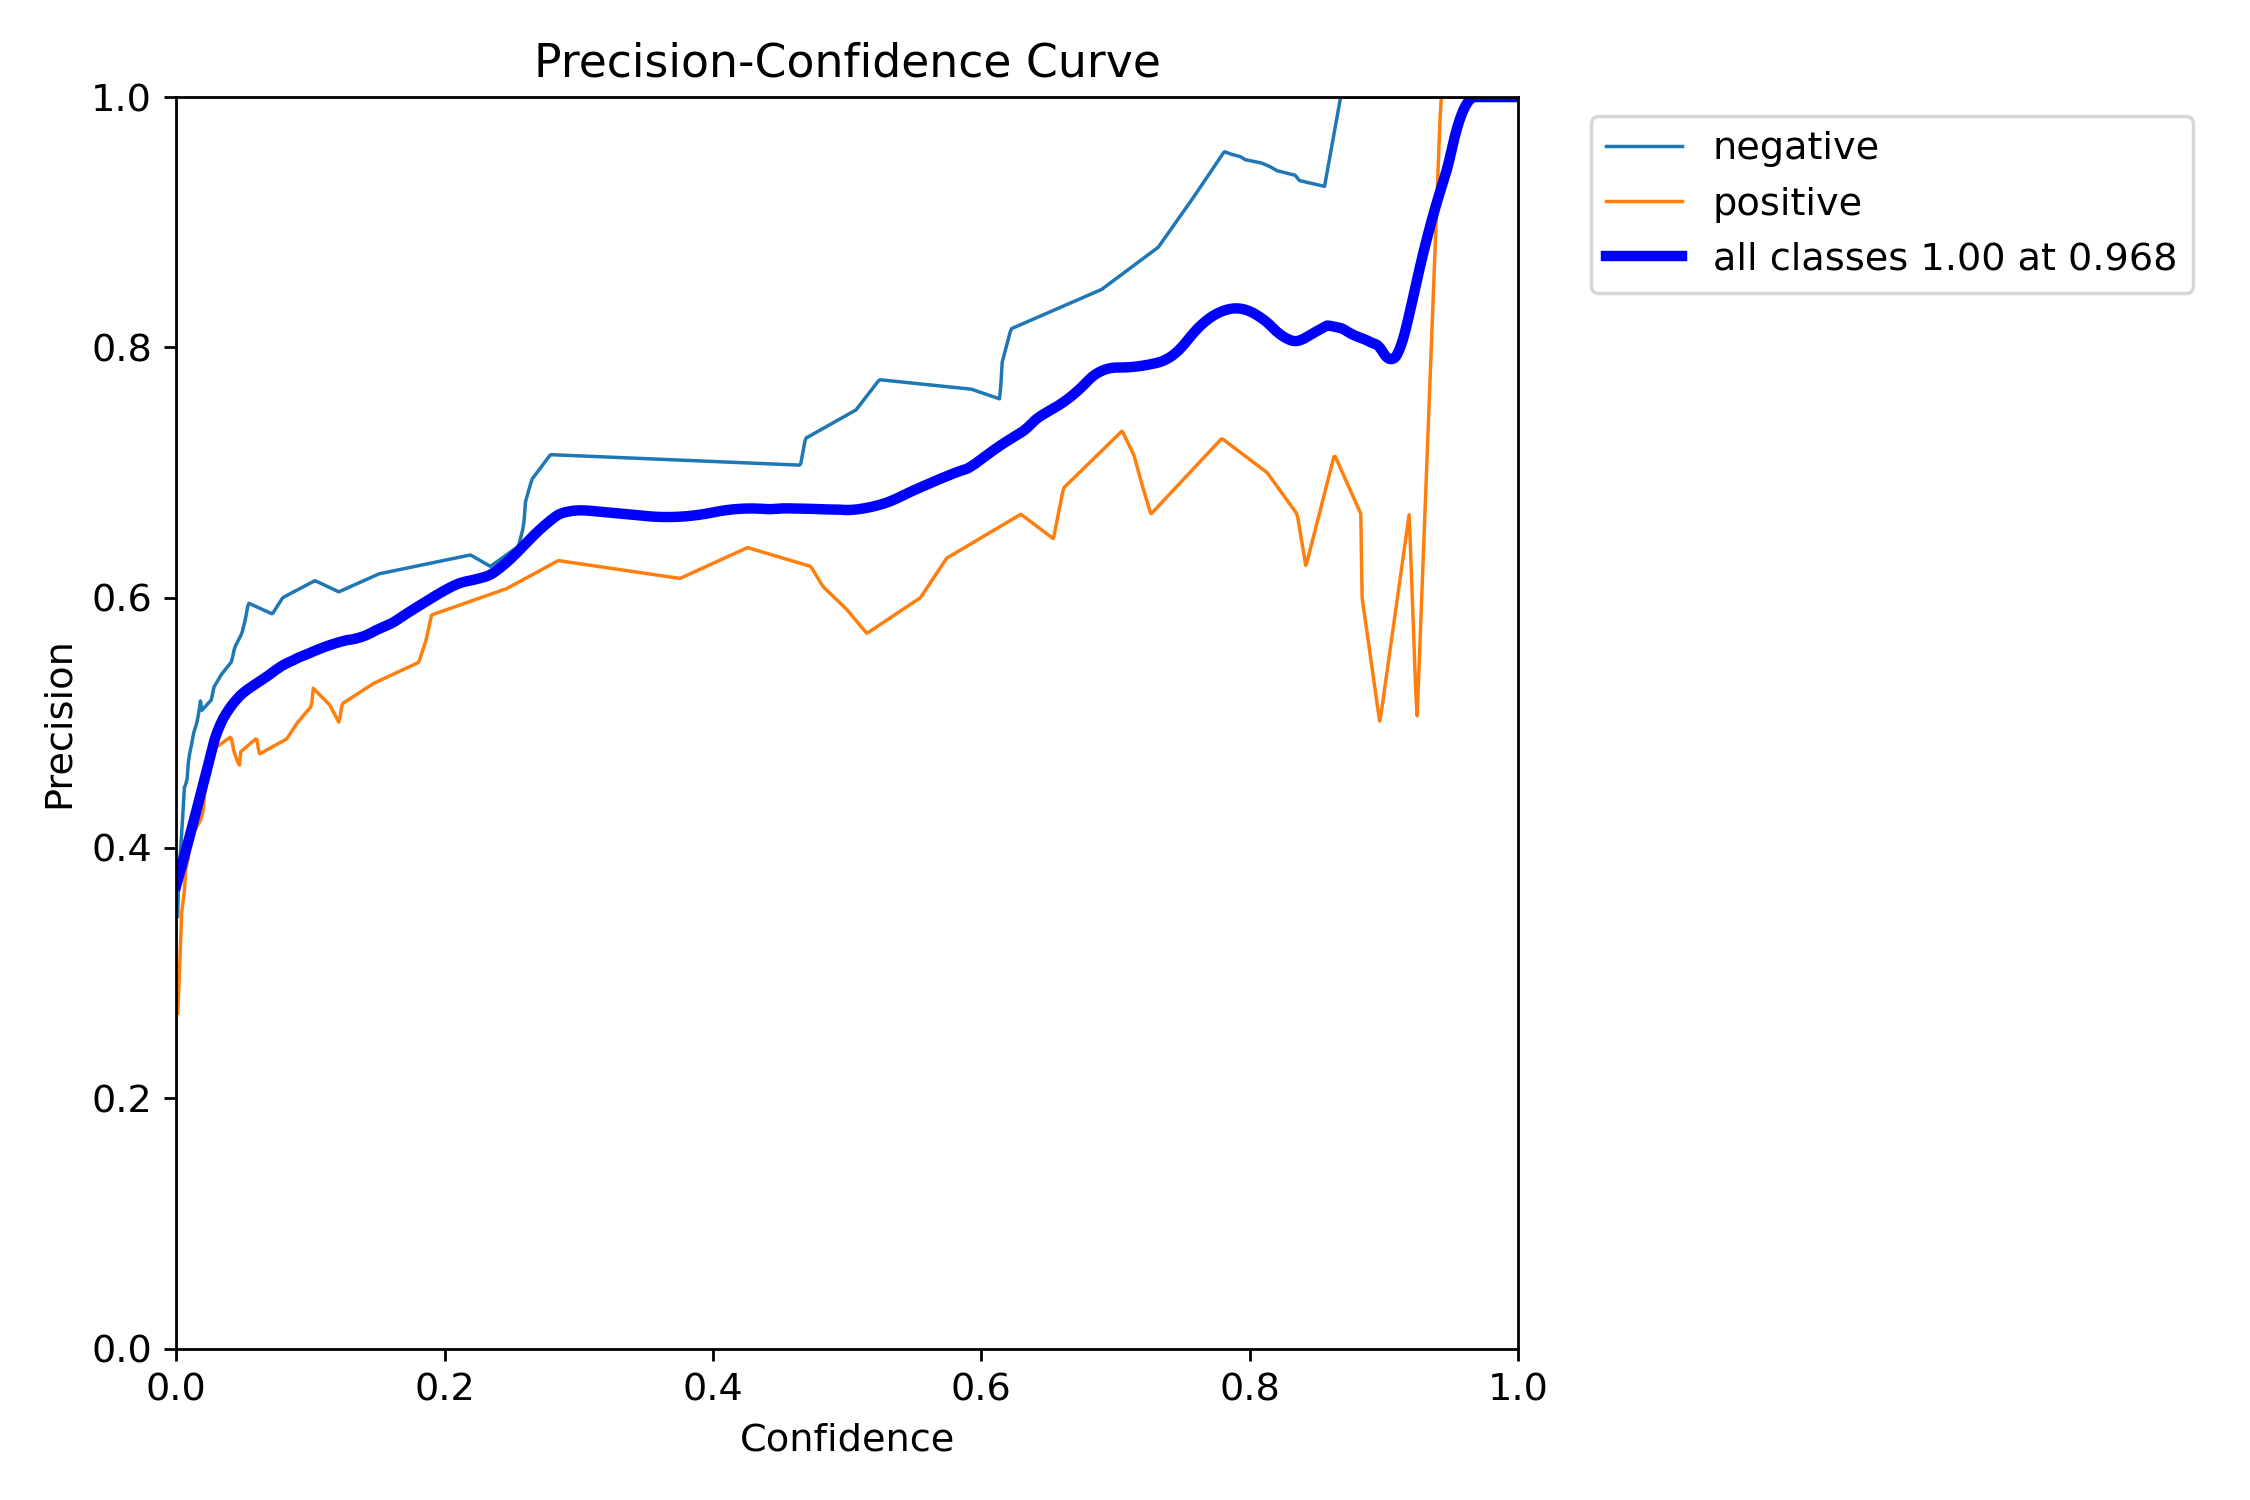 Precision-Confidence Curve
1.0
0.8
0.6
0.4
0.2
0.0
Precision
0.0 0.2 0.4 0.6 0.8 1.0
Confidence
negative
positive
all classes 1.00 at 0.968